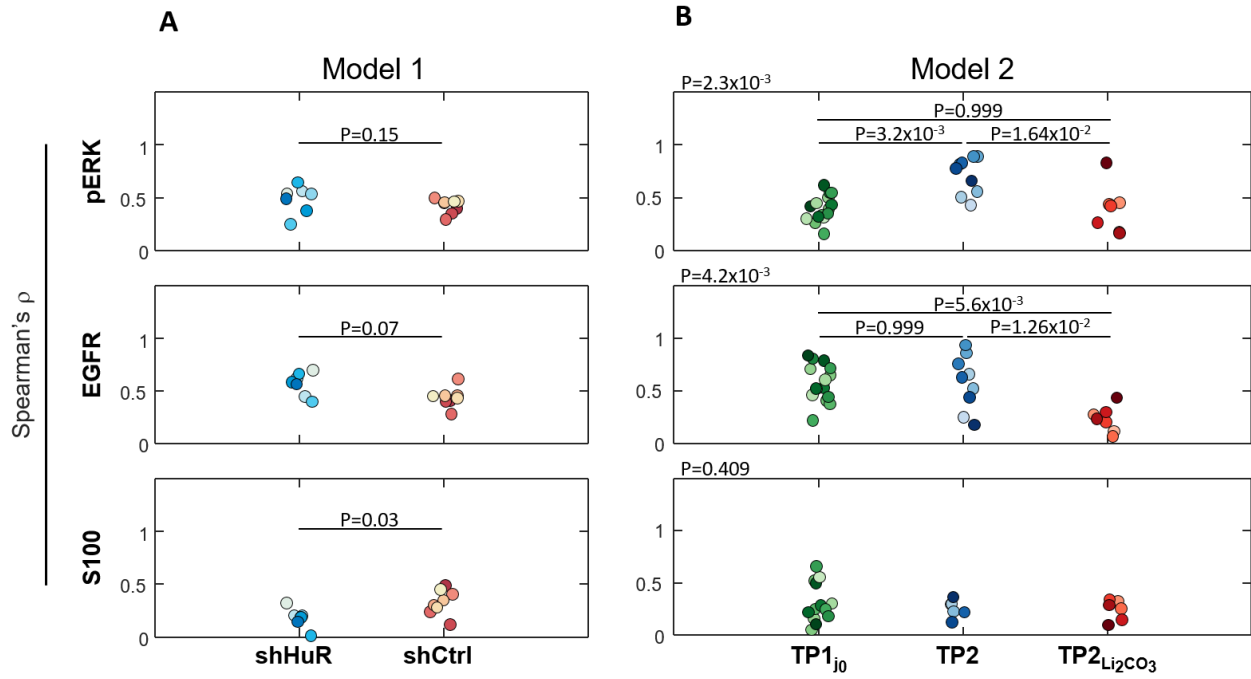 A
B
Model 1
Model 2
Spearman's ρ
pERK
1
0.5
0
P=0.15
P=2.3x10⁻³
P=0.999
P=3.2x10⁻³
P=1.64x10⁻²
1
0.5
0
EGFR
1
0.5
0
P=0.07
P=4.2x10⁻³
P=5.6x10⁻³
P=0.999
P=1.26x10⁻²
1
0.5
0
S100
1
0.5
0
P=0.03
P=0.409
1
0.5
0
shHuR
shCtrl
TP1j0
TP2
TP2Li₂CO₃